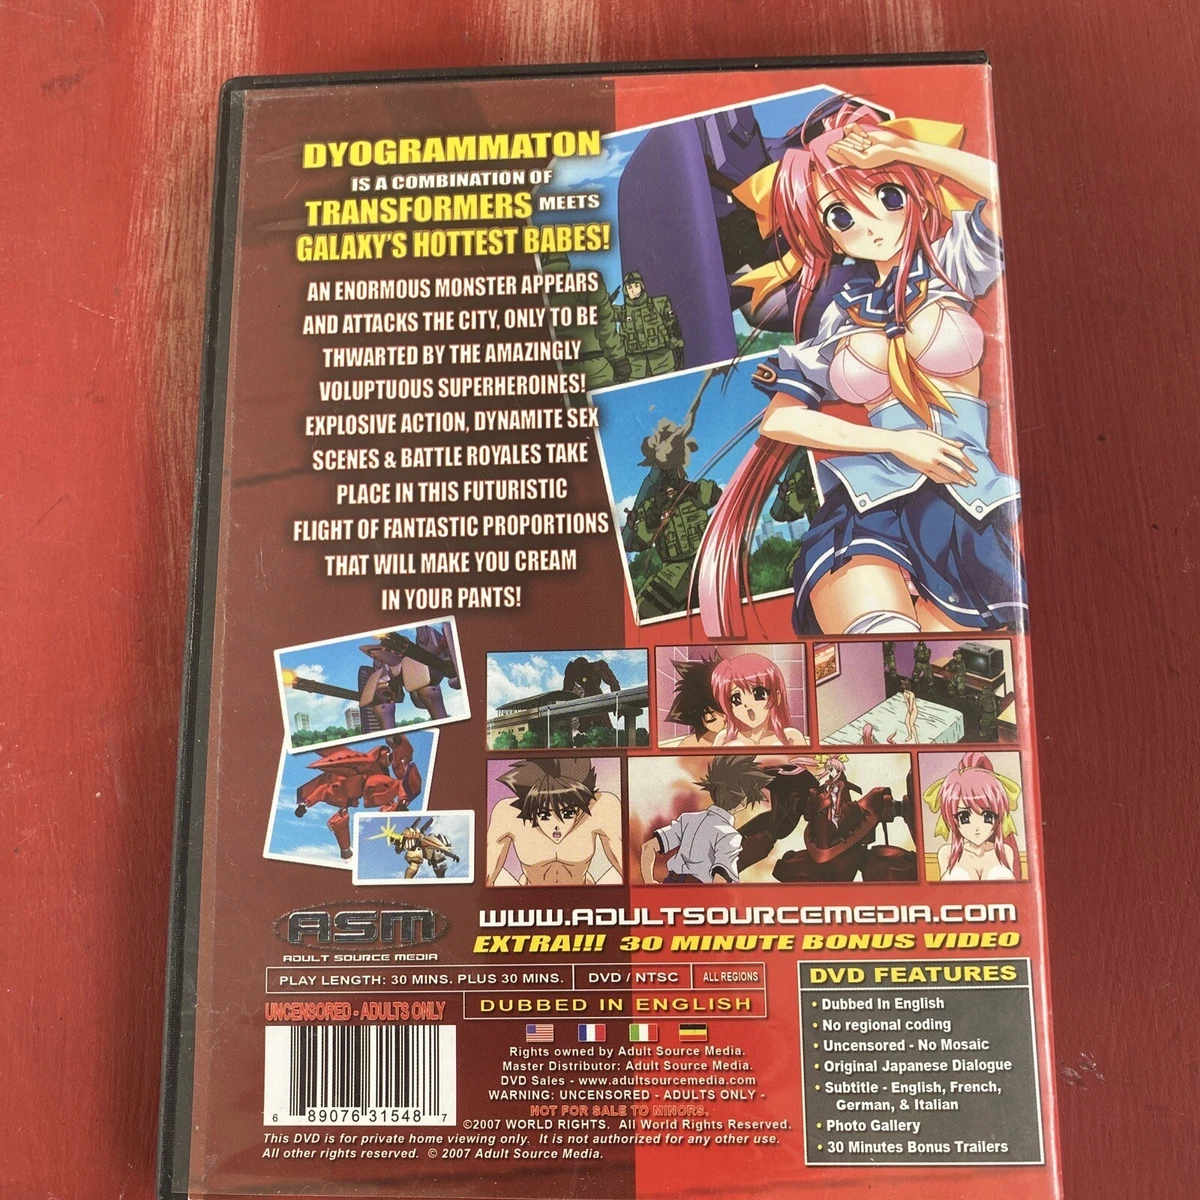 DYOGRAMMATON
IS A COMBINATION OF
TRANSFORMERS MEETS
GALAXY'S HOTTEST BABES!
AN ENORMOUS MONSTER APPEARS
AND ATTACKS THE CITY, ONLY TO BE
THWARTED BY THE AMAZINGLY
VOLUPTUOUS SUPERHEROINES!
EXPLOSIVE ACTION, DYNAMITE SEX
SCENES & BATTLE ROYALES TAKE
PLACE IN THIS FUTURISTIC
FLIGHT OF FANTASTIC PROPORTIONS
THAT WILL MAKE YOU CREAM
IN YOUR PANTS!
ASM
ADULT SOURCE MEDIA
WWW.ADULTSOURCEMEDIA.COM
EXTRA!!! 30 MINUTE BONUS VIDEO
PLAY LENGTH: 30 MINS. PLUS 30 MINS. DVD / NTSC ALL REGIONS
UNCENSORED - ADULTS ONLY
DUBBED IN ENGLISH
Rights owned by Adult Source Media.
Master Distributor: Adult Source Media.
DVD Sales - www.adultsourcemedia.com
WARNING: UNCENSORED - ADULTS ONLY -
NOT FOR SALE TO MINORS.
©2007 WORLD RIGHTS. All World Rights Reserved.
6 89076 31548 7
This DVD is for private home viewing only. It is not authorized for any other use.
All other rights reserved. © 2007 Adult Source Media.
DVD FEATURES
• Dubbed In English
• No regional coding
• Uncensored - No Mosaic
• Original Japanese Dialogue
• Subtitle - English, French,
German, & Italian
• Photo Gallery
• 30 Minutes Bonus Trailers